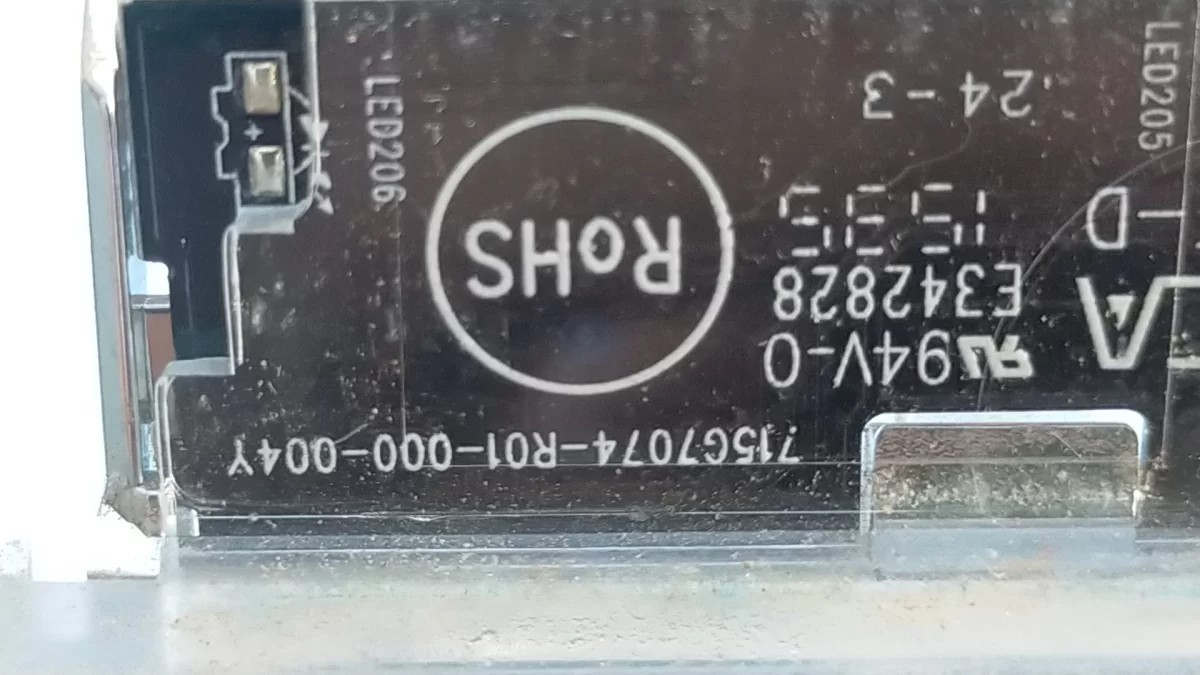 715G7074-R01-000-004Y
94V-0
E342828
RoHS
D
24-3
LED205
LED206